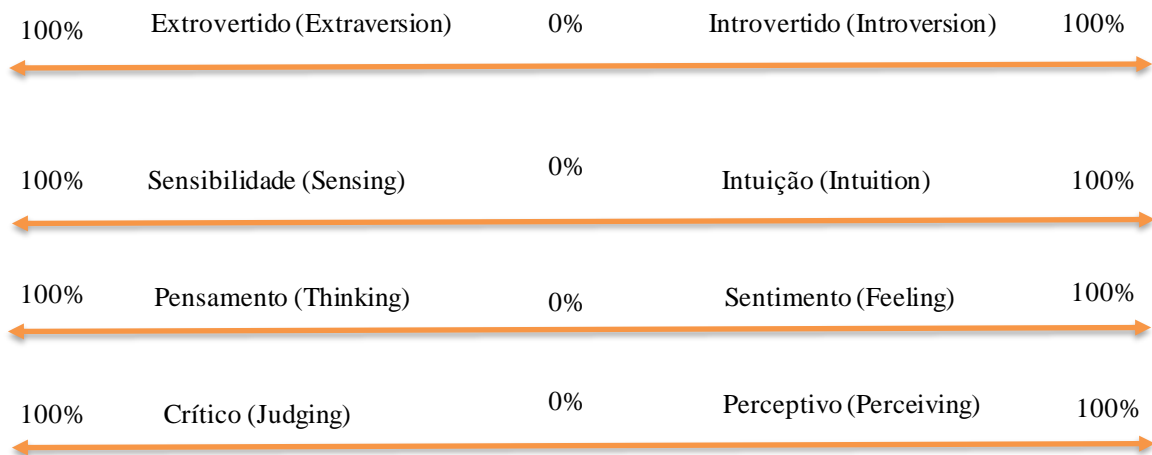 100% Extrovertido (Extraversion) 0% Introvertido (Introversion) 100%
100% Sensibilidade (Sensing) 0% Intuição (Intuition) 100%
100% Pensamento (Thinking) 0% Sentimento (Feeling) 100%
100% Crítico (Judging) 0% Perceptivo (Perceiving) 100%